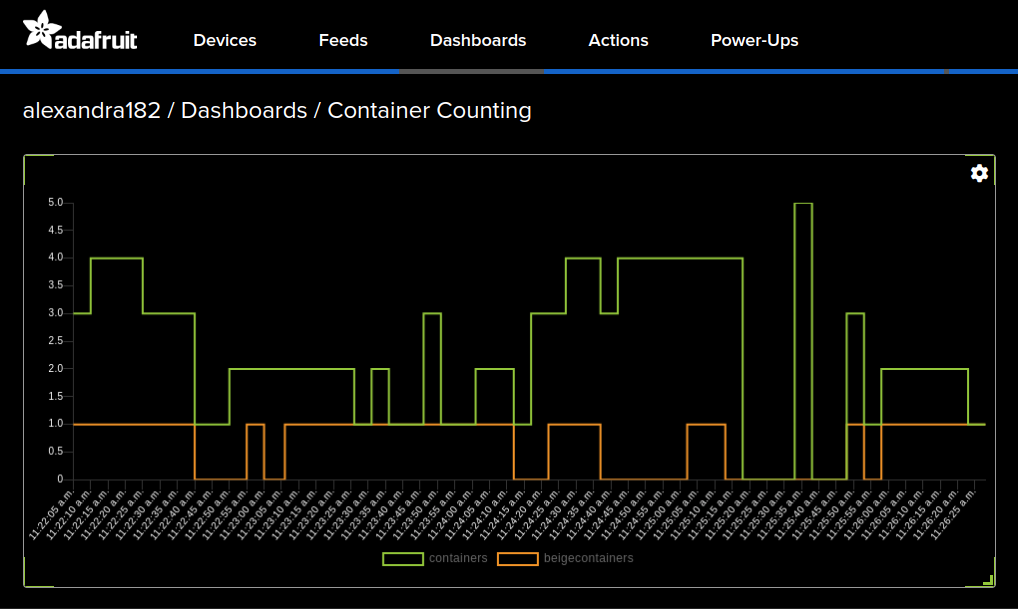 adafruit
Devices
Feeds
Dashboards
Actions
Power-Ups
alexandra182 / Dashboards / Container Counting
5.0
4.5
4.0
3.5
3.0
2.5
2.0
1.5
1.0
0.5
0
11:22:05 a.m.
11:22:10 a.m.
11:22:15 a.m.
11:22:20 a.m.
11:22:25 a.m.
11:22:30 a.m.
11:22:35 a.m.
11:22:40 a.m.
11:22:45 a.m.
11:22:50 a.m.
11:22:55 a.m.
11:23:00 a.m.
11:23:05 a.m.
11:23:10 a.m.
11:23:15 a.m.
11:23:20 a.m.
11:23:25 a.m.
11:23:30 a.m.
11:23:35 a.m.
11:23:40 a.m.
11:23:45 a.m.
11:23:50 a.m.
11:23:55 a.m.
11:24:00 a.m.
11:24:05 a.m.
11:24:10 a.m.
11:24:15 a.m.
11:24:20 a.m.
11:24:25 a.m.
11:24:30 a.m.
11:24:35 a.m.
11:24:40 a.m.
11:24:45 a.m.
11:24:50 a.m.
11:24:55 a.m.
11:25:00 a.m.
11:25:05 a.m.
11:25:10 a.m.
11:25:15 a.m.
11:25:20 a.m.
11:25:25 a.m.
11:25:30 a.m.
11:25:35 a.m.
11:25:40 a.m.
11:25:45 a.m.
11:25:50 a.m.
11:25:55 a.m.
11:26:00 a.m.
11:26:05 a.m.
11:26:10 a.m.
11:26:15 a.m.
11:26:20 a.m.
11:26:25 a.m.
containers
beigecontainers